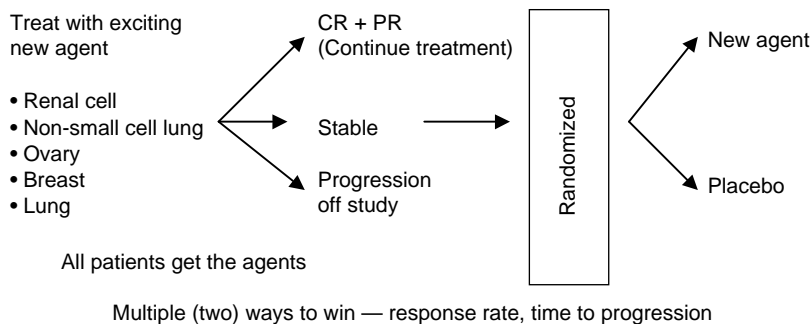 Treat with exciting
new agent
• Renal cell
• Non-small cell lung
• Ovary
• Breast
• Lung
CR + PR
(Continue treatment)
Stable
Progression
off study
Randomized
New agent
Placebo
All patients get the agents
Multiple (two) ways to win — response rate, time to progression